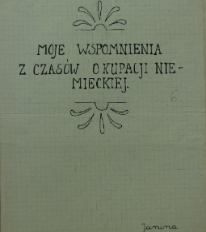 MOJE WSPOMNIENIA
Z CZASÓW OKUPACJI NIE-
MIECKIEJ.
Janina